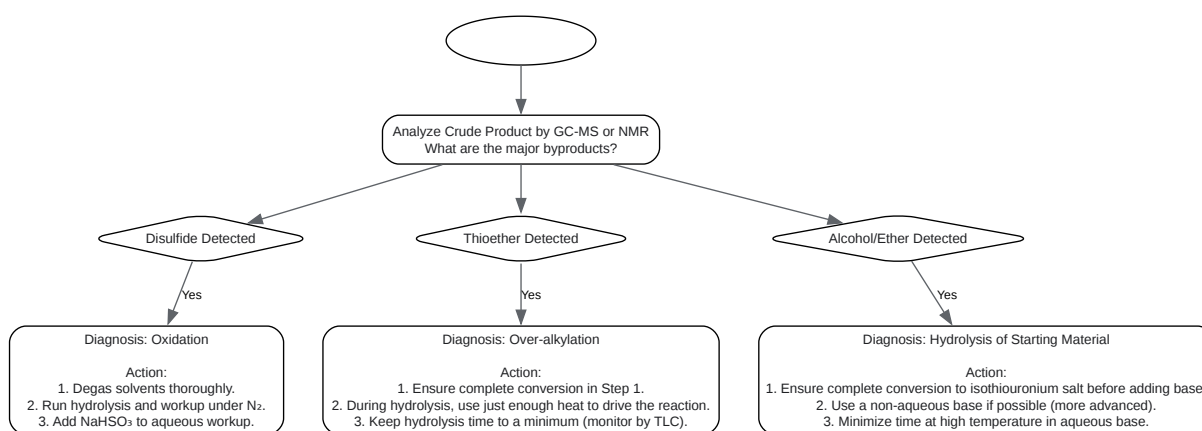 Analyze Crude Product by GC-MS or NMR
What are the major byproducts?
Disulfide Detected
Thioether Detected
Alcohol/Ether Detected
Yes
Yes
Yes
Diagnosis: Oxidation
Action:
1. Degas solvents thoroughly.
2. Run hydrolysis and workup under N₂.
3. Add NaHSO₃ to aqueous workup.
Diagnosis: Over-alkylation
Action:
1. Ensure complete conversion in Step 1.
2. During hydrolysis, use just enough heat to drive the reaction.
3. Keep hydrolysis time to a minimum (monitor by TLC).
Diagnosis: Hydrolysis of Starting Material
Action:
1. Ensure complete conversion to isothiouronium salt before adding base
2. Use a non-aqueous base if possible (more advanced).
3. Minimize time at high temperature in aqueous base.